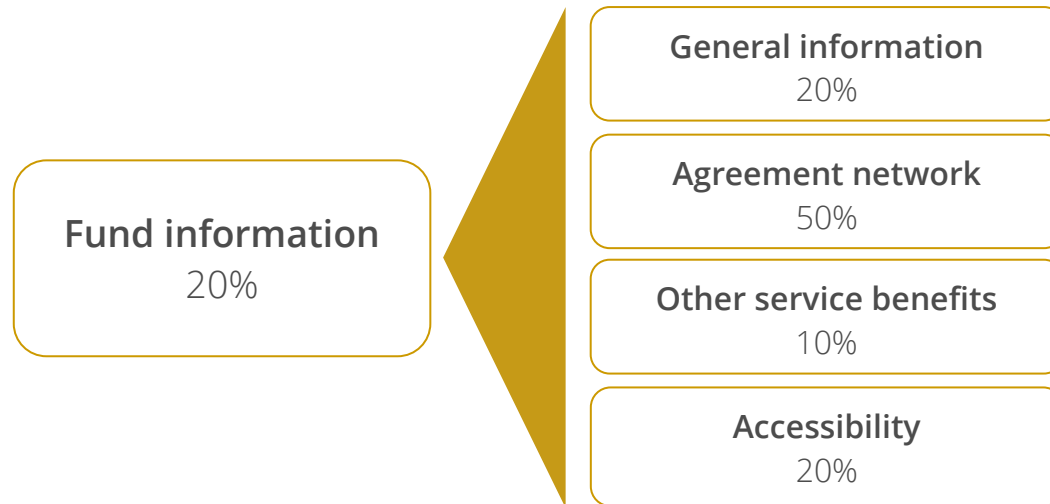 Fund information
20%
General information
20%
Agreement network
50%
Other service benefits
10%
Accessibility
20%